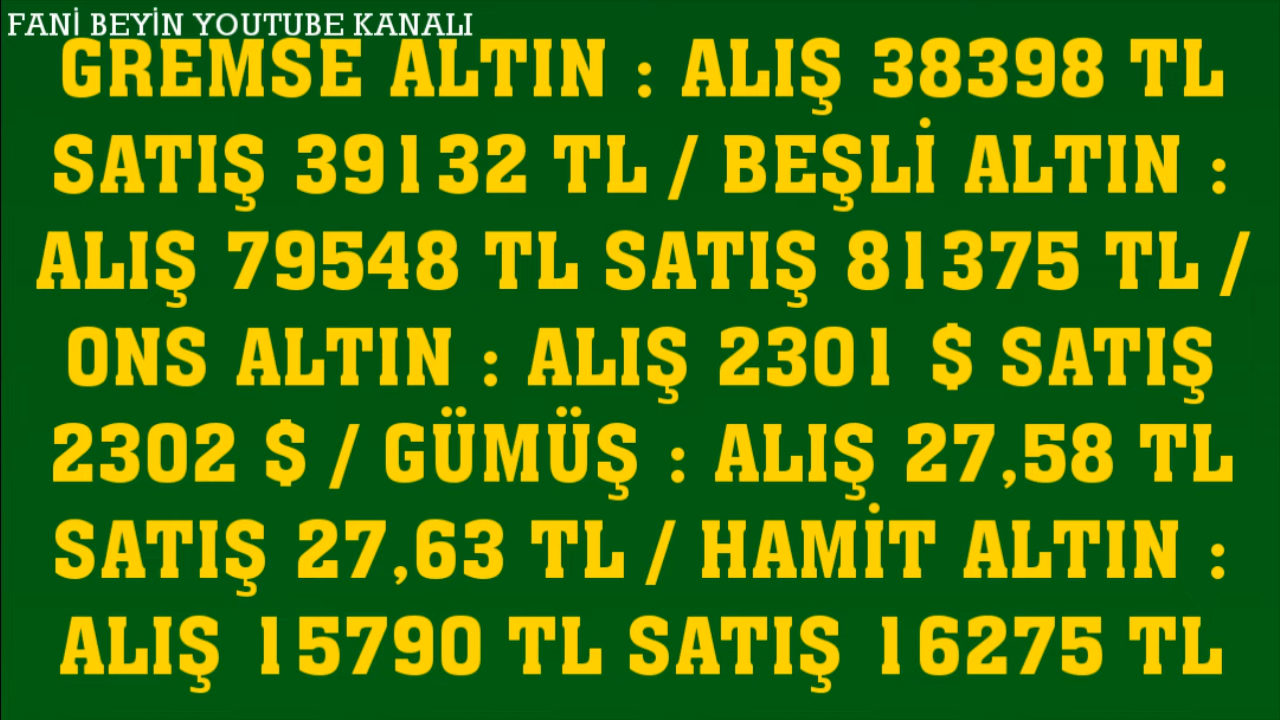 FANİ BEYİN YOUTUBE KANALI
GREMSE ALTIN : ALIŞ 38398 TL
SATIŞ 39132 TL / BEŞLİ ALTIN :
ALIŞ 79548 TL SATIŞ 81375 TL /
ONS ALTIN : ALIŞ 2301 $ SATIŞ
2302 $ / GÜMÜŞ : ALIŞ 27,58 TL
SATIŞ 27,63 TL / HAMİT ALTIN :
ALIŞ 15790 TL SATIŞ 16275 TL